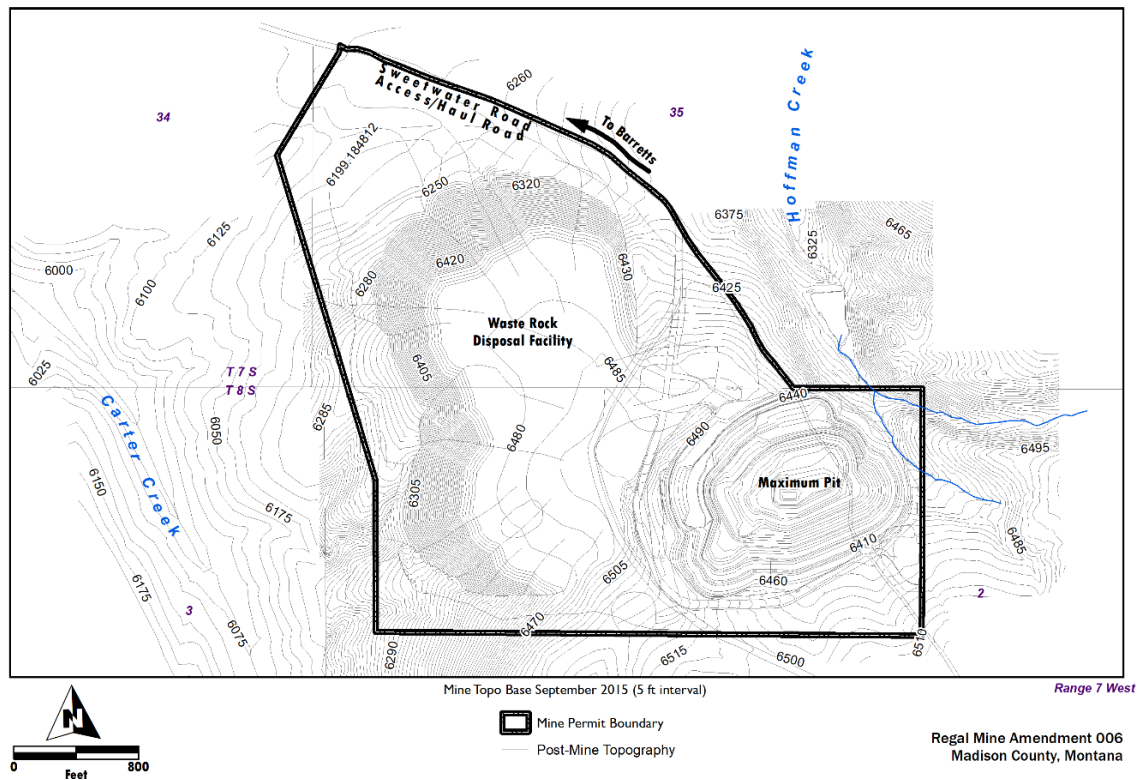 Sweetwater Road
Access/Haul Road
6260
35
Hoffman Creek
34
To Barretts
6199.184812
6250
6320
6375
6325
6465
6125
6000
6100
6280
6420
6430
6425
Waste Rock
Disposal Facility
6405
6485
T 7 S
T 8 S
6025
6285
6440
Carter Creek
6050
6480
6490
6495
6150
6305
Maximum Pit
6175
6410
6485
6175
6505
6460
3
2
6075
6470
6510
6290
6515
6500
Mine Topo Base September 2015 (5 ft interval)
Range 7 West
N
Mine Permit Boundary
Post-Mine Topography
0
400
800
Feet
Regal Mine Amendment 006
Madison County, Montana